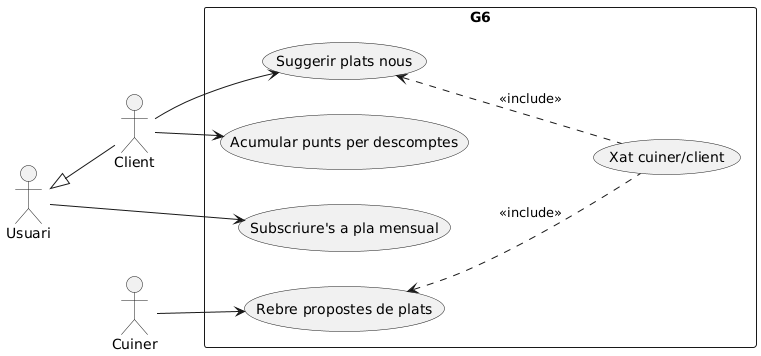 G6
Suggerir plats nous
«include»
Acumular punts per descomptes
Client
Xat cuiner/client
Usuari
«include»
Subscriure's a pla mensual
Rebre propostes de plats
Cuiner